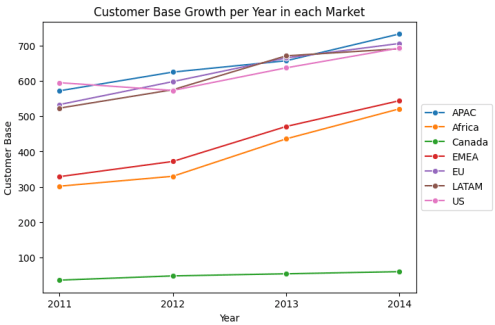 Customer Base Growth per Year in each Market
Customer Base
700
600
500
400
300
200
100
2011
2012
2013
2014
Year
APAC
Africa
Canada
EMEA
EU
LATAM
US